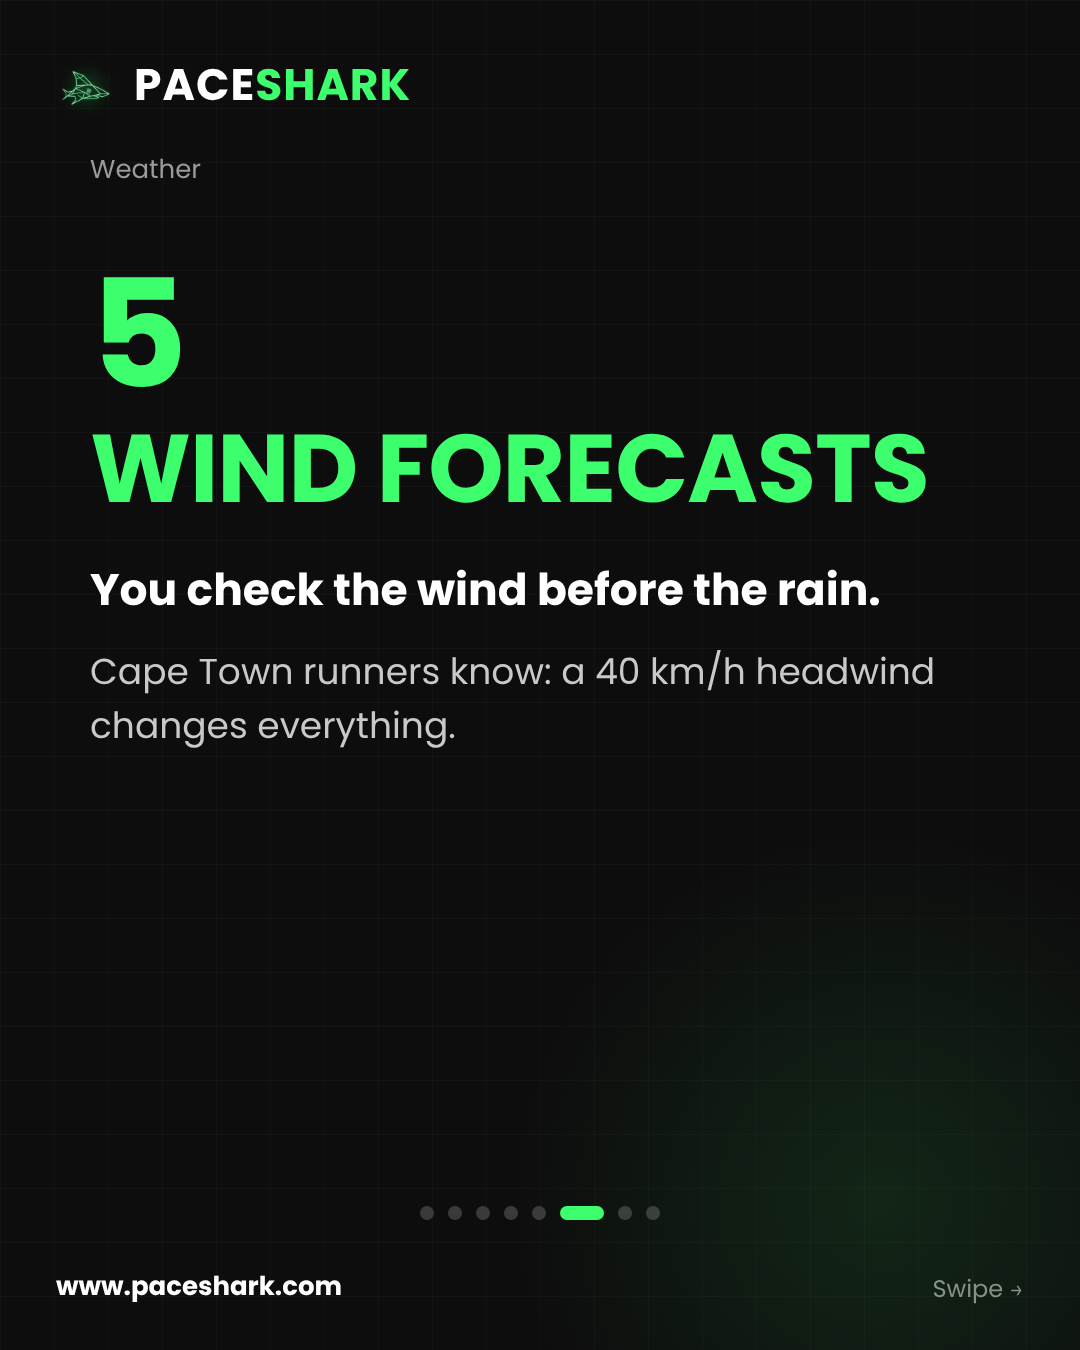 PACESHARK
Weather
5
WIND FORECASTS
You check the wind before the rain.
Cape Town runners know: a 40 km/h headwind
changes everything.
www.paceshark.com
Swipe →